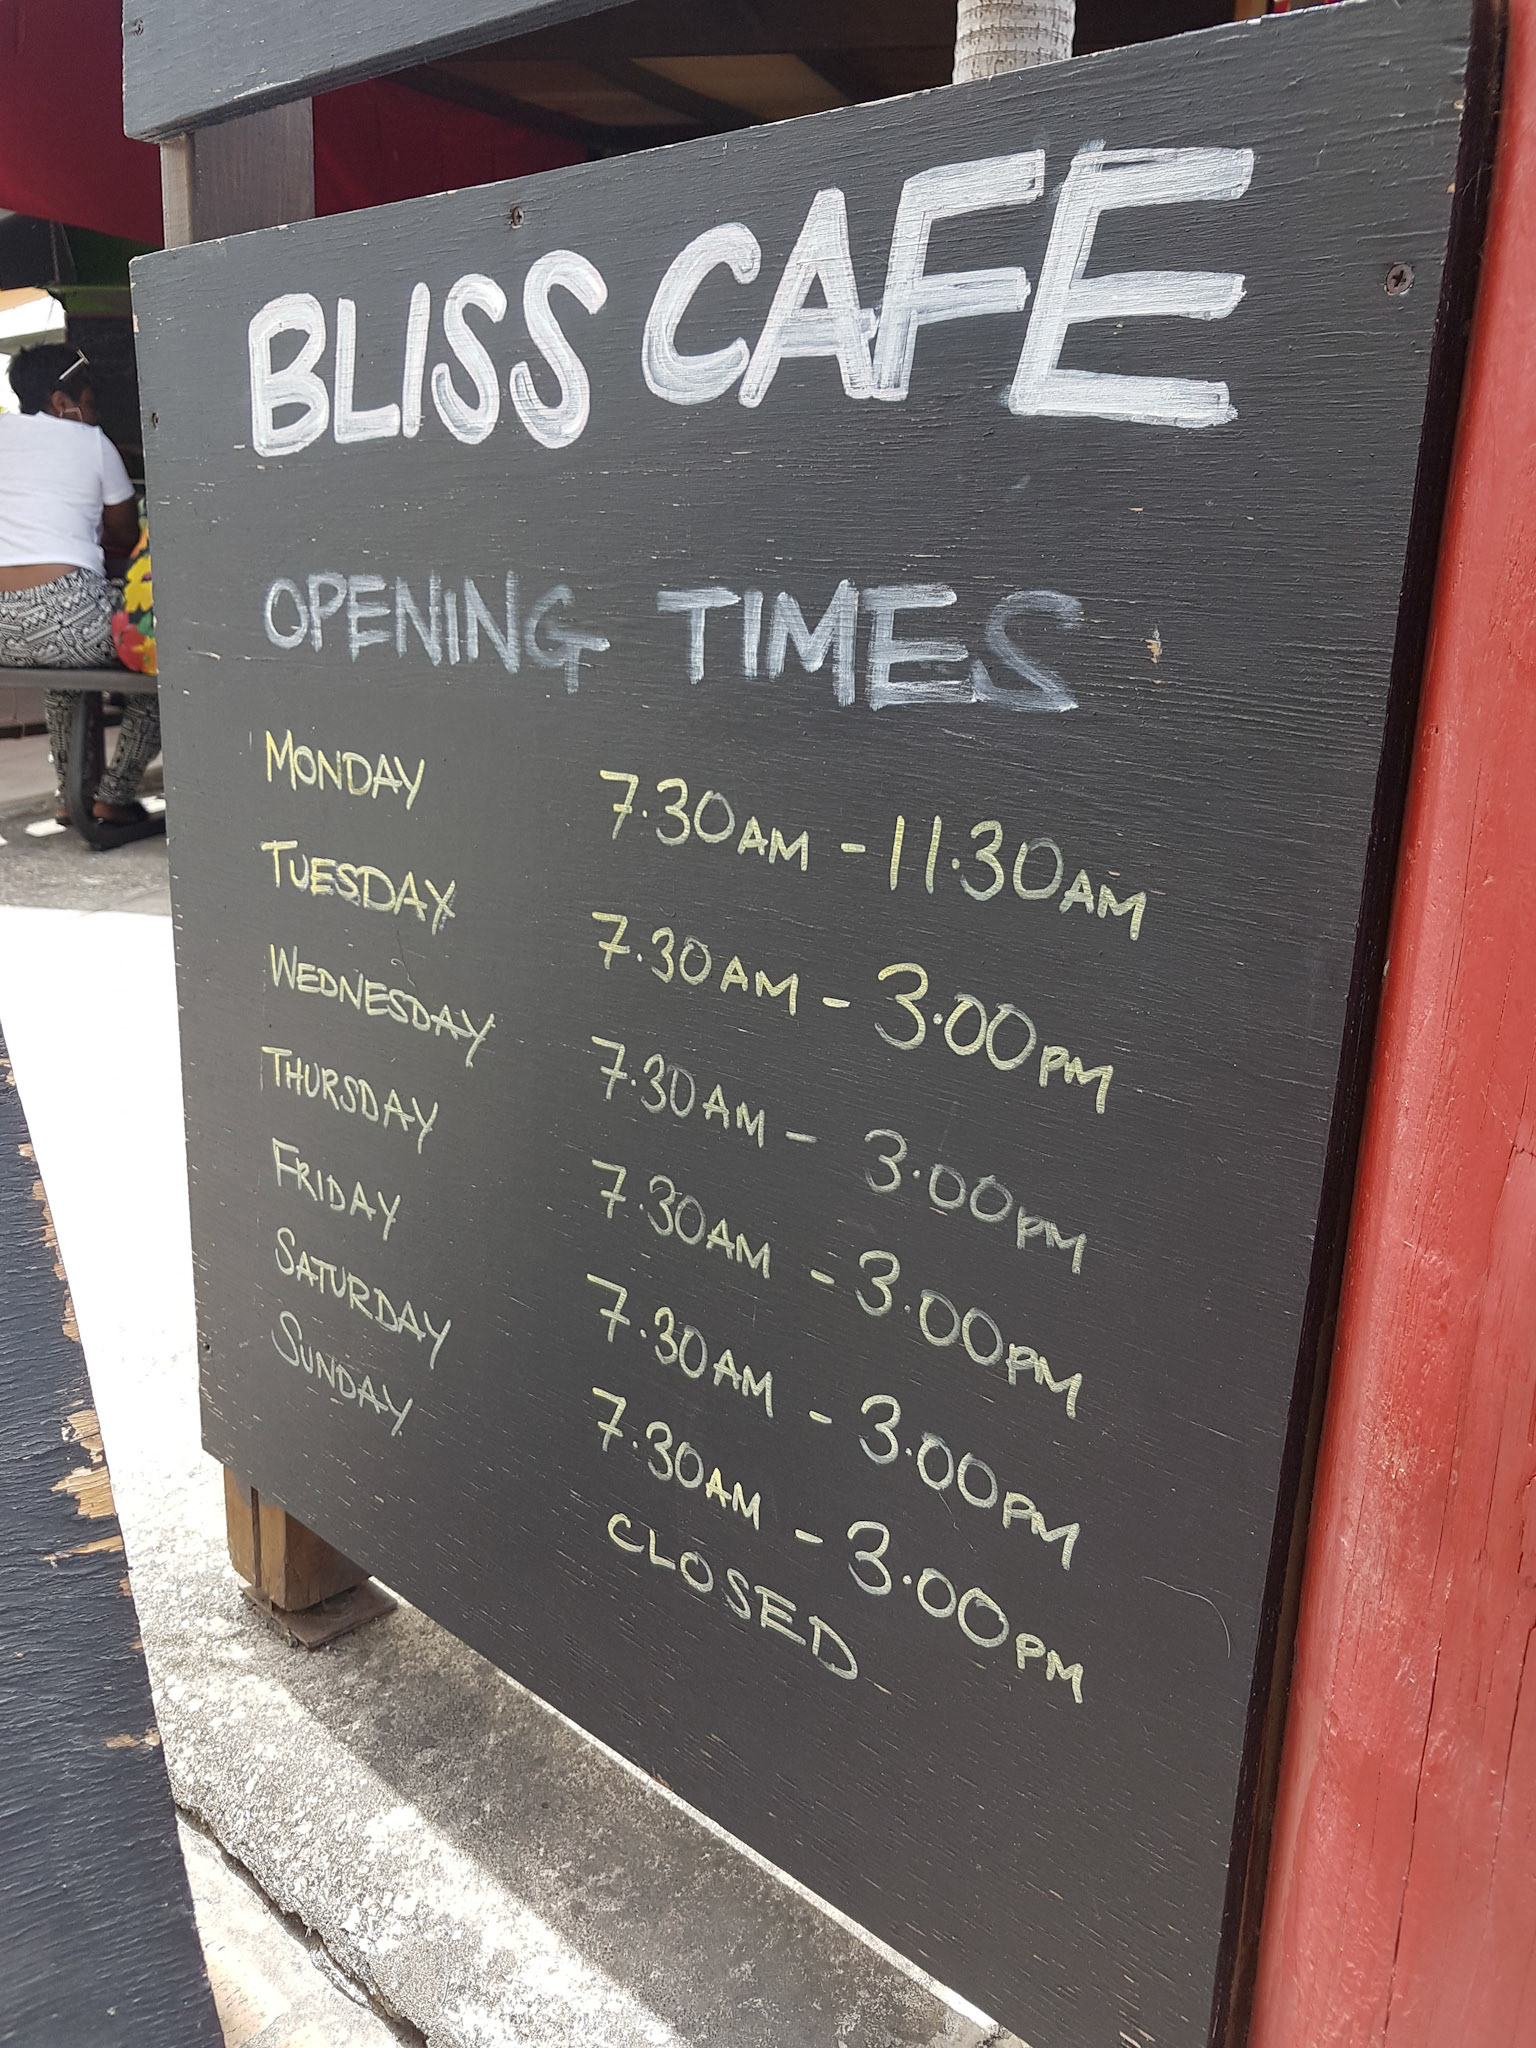 BLISS CAFE
OPENING TIMES
MONDAY 7.30AM - 11.30AM
TUESDAY 7.30AM - 3.00PM
WEDNESDAY 7.30AM - 3.00PM
THURSDAY 7.30AM - 3.00PM
FRIDAY 7.30AM - 3.00PM
SATURDAY 7.30AM - 3.00PM
SUNDAY CLOSED